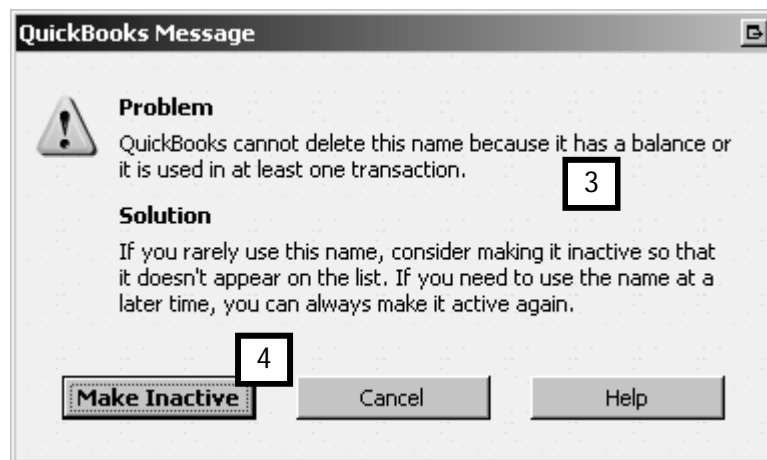 QuickBooks Message
Problem
QuickBooks cannot delete this name because it has a balance or
it is used in at least one transaction.
3
Solution
If you rarely use this name, consider making it inactive so that
it doesn't appear on the list. If you need to use the name at a
later time, you can always make it active again.
4
Make Inactive
Cancel
Help